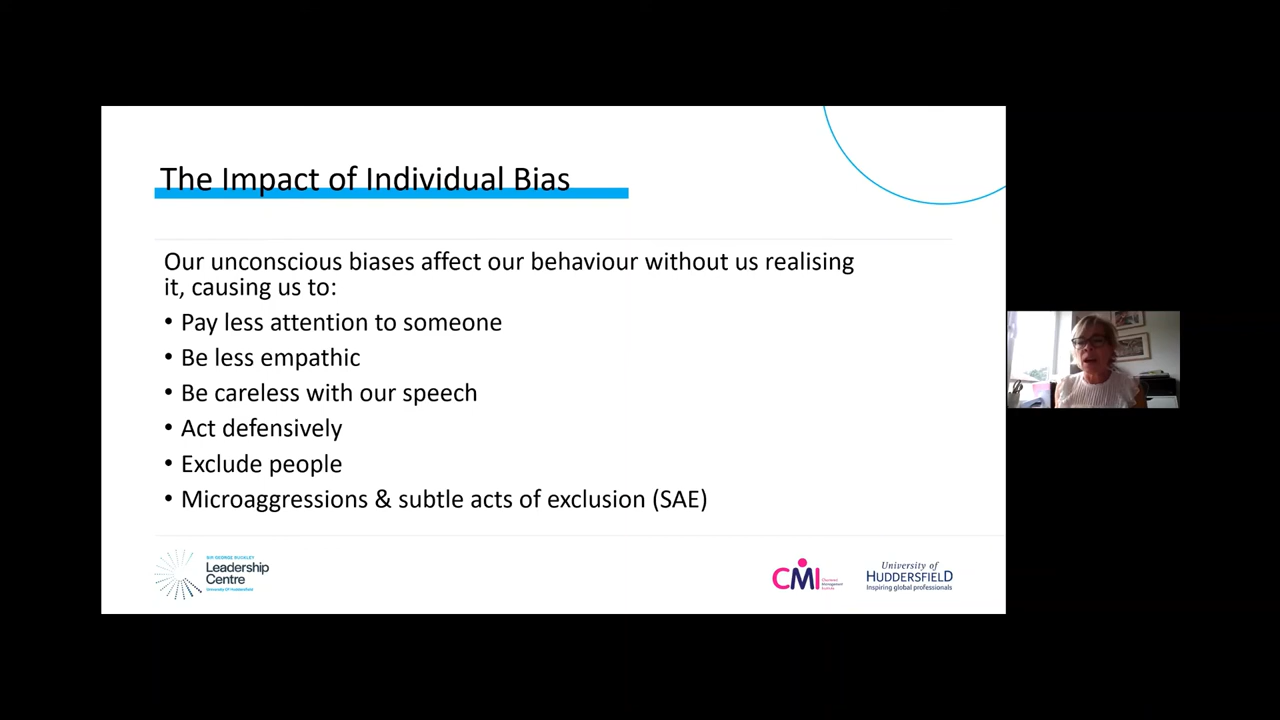 The Impact of Individual Bias
Our unconscious biases affect our behaviour without us realising
it, causing us to:
• Pay less attention to someone
• Be less empathic
• Be careless with our speech
• Act defensively
• Exclude people
• Microaggressions & subtle acts of exclusion (SAE)
SIR GEORGE BUCKLEY
Leadership
Centre
University Of Huddersfield
CMI
Chartered
Management
Institute
University of
HUDDERSFIELD
Inspiring global professionals